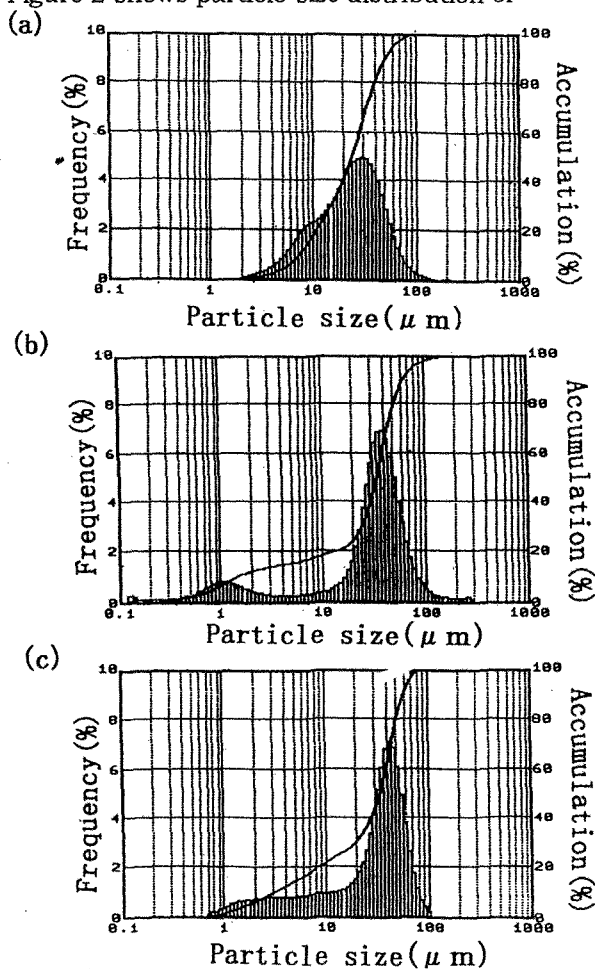 Figure 2 shows particle size distribution of
(a)
10
8
6
4
2
0
Frequency(%)
100
80
60
40
20
0
Accumulation(%)
0.1 1 10 100 1000
Particle size(μm)
(b)
10
8
6
4
2
0
Frequency(%)
100
80
60
40
20
0
Accumulation(%)
0.1 1 10 100 1000
Particle size(μm)
(c)
10
8
6
4
2
0
Frequency(%)
100
80
60
40
20
0
Accumulation(%)
0.1 1 10 100 1000
Particle size(μm)